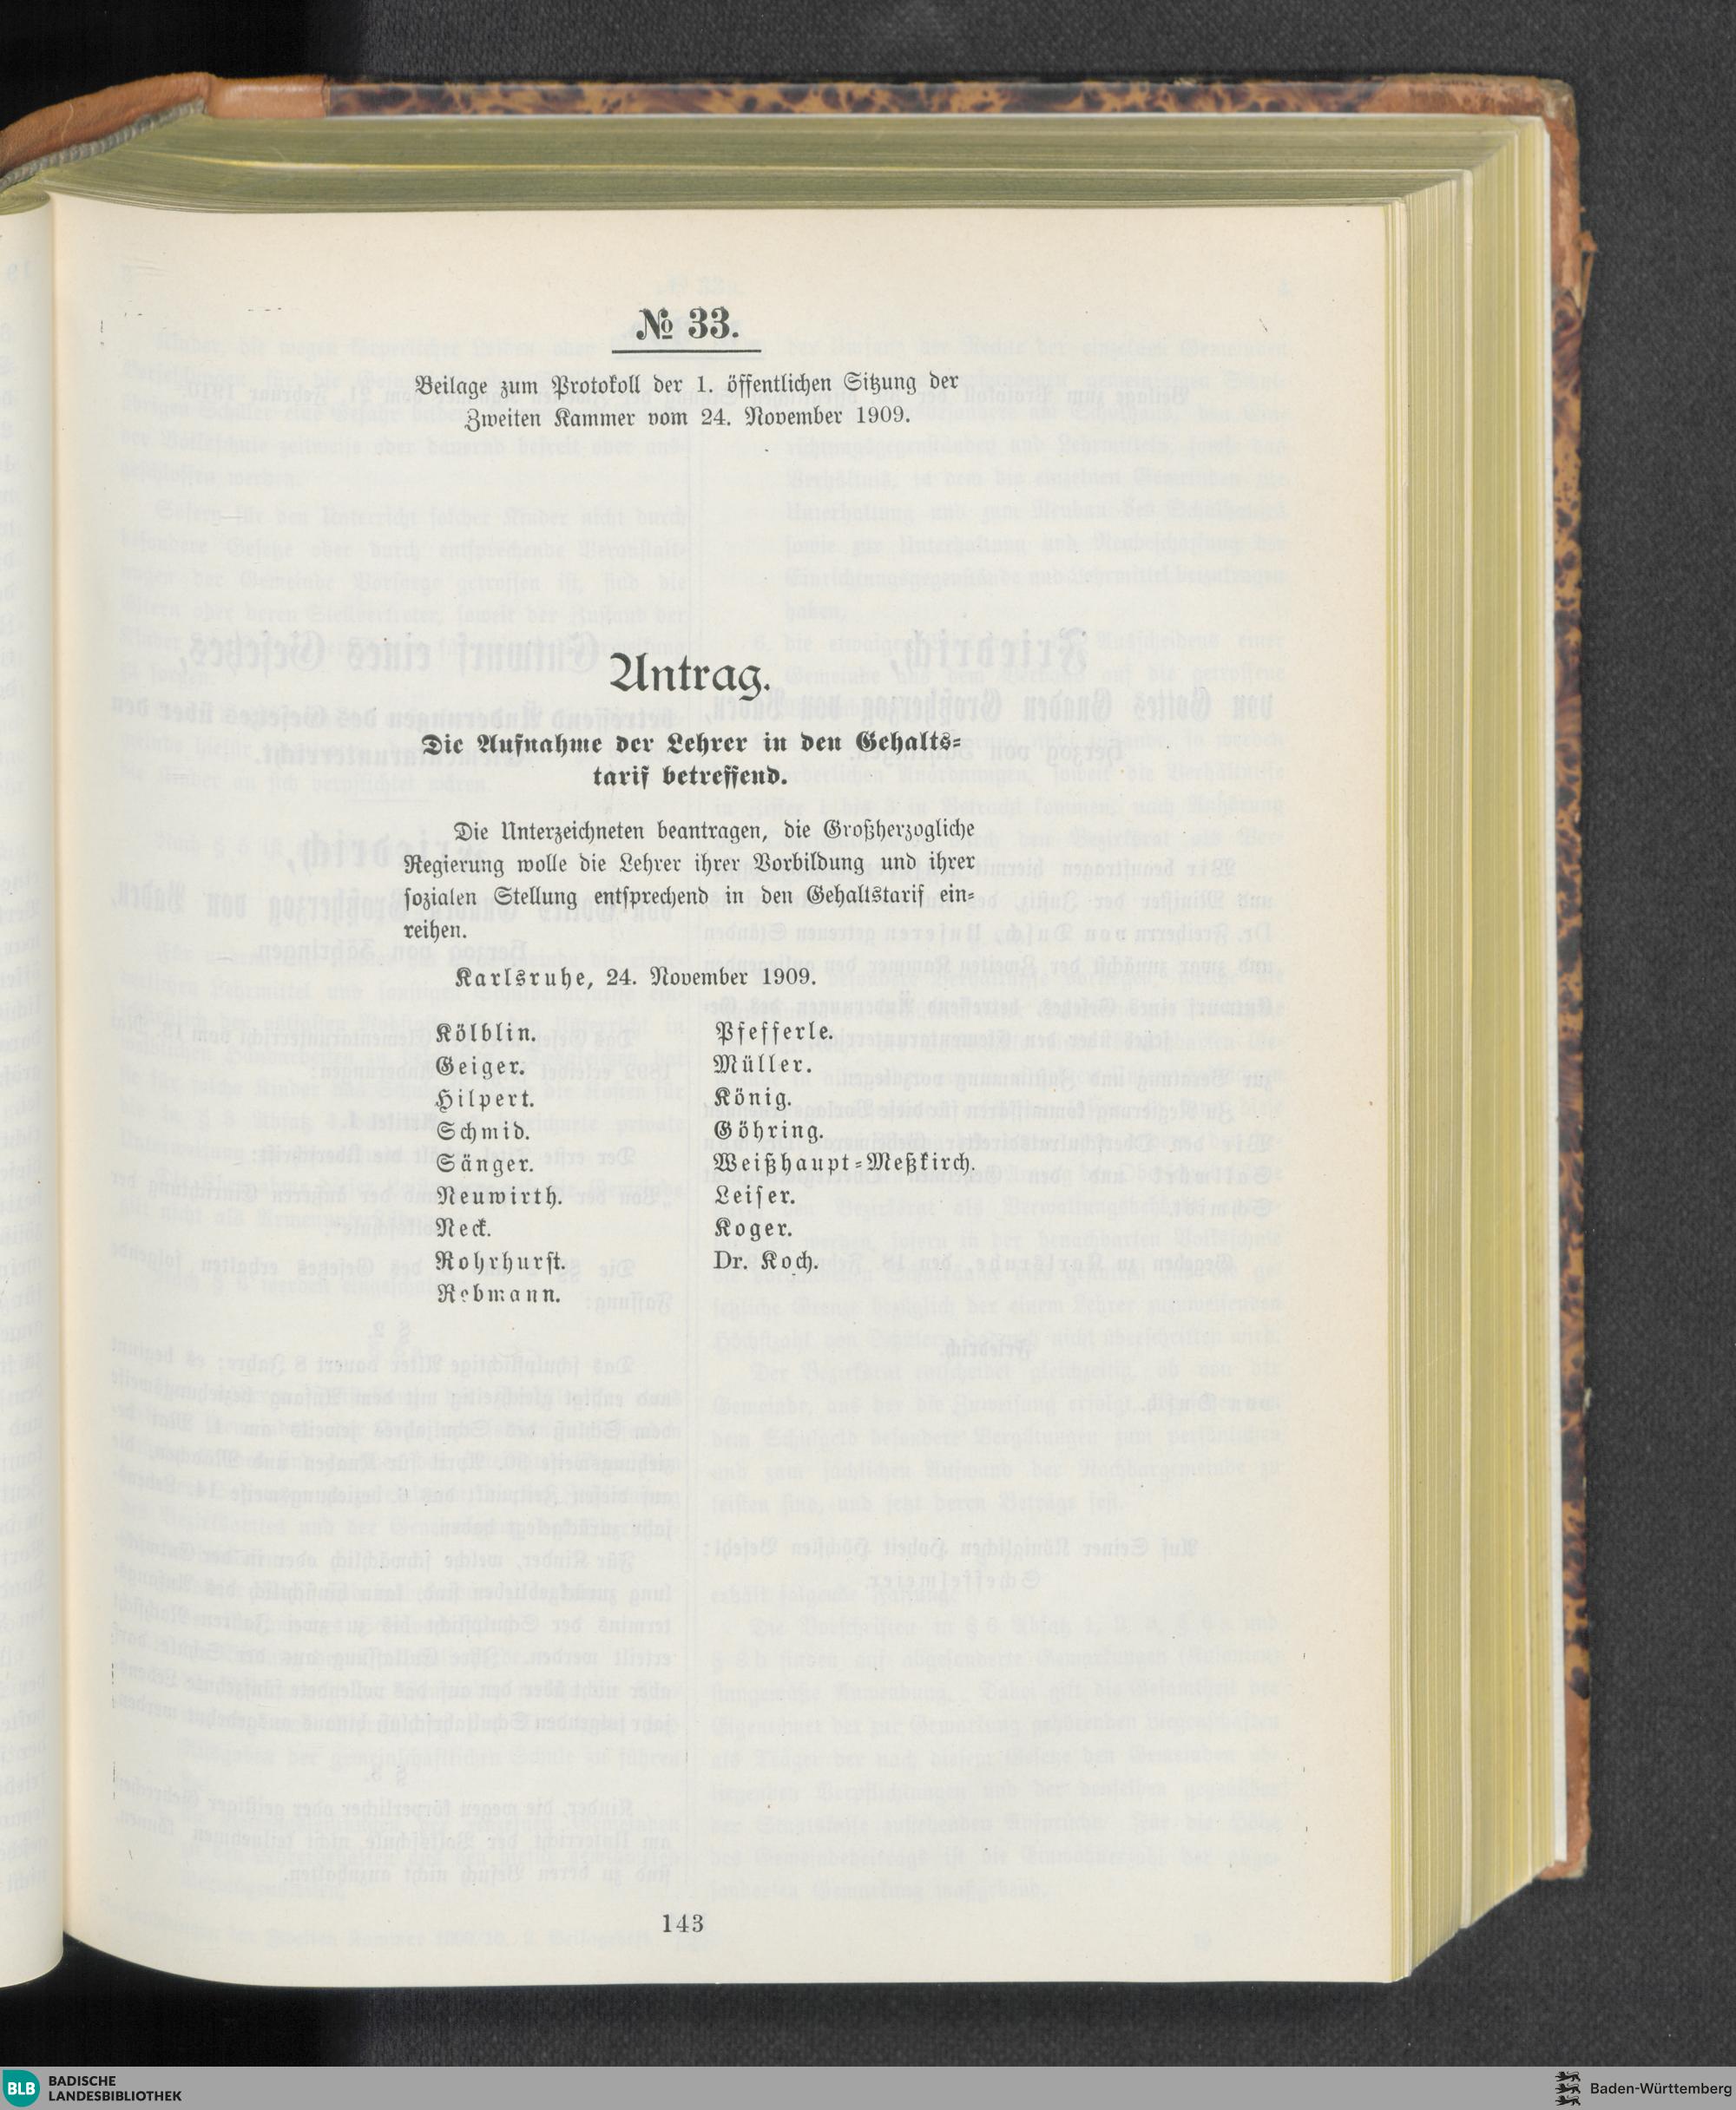 № 33.
Beilage zum Protokoll der 1. öffentlichen Sitzung der
Zweiten Kammer vom 24. November 1909.
Antrag.
Die Aufnahme der Lehrer in den Gehalts-
tarif betreffend.
Die Unterzeichneten beantragen, die Großherzogliche
Regierung wolle die Lehrer ihrer Vorbildung und ihrer
sozialen Stellung entsprechend in den Gehaltstarif ein-
reihen.
Karlsruhe, 24. November 1909.
Kölblin.
Geiger.
Hilpert.
Schmid.
Sänger.
Neuwirth.
Neck.
Rohrhurst.
Rebmann.
Pfefferle.
Müller.
König.
Göhring.
Weißhaupt-Meßkirch.
Leiser.
Koger.
Dr. Koch.
143
BLB BADISCHE
LANDESBIBLIOTHEK
Baden-Württemberg